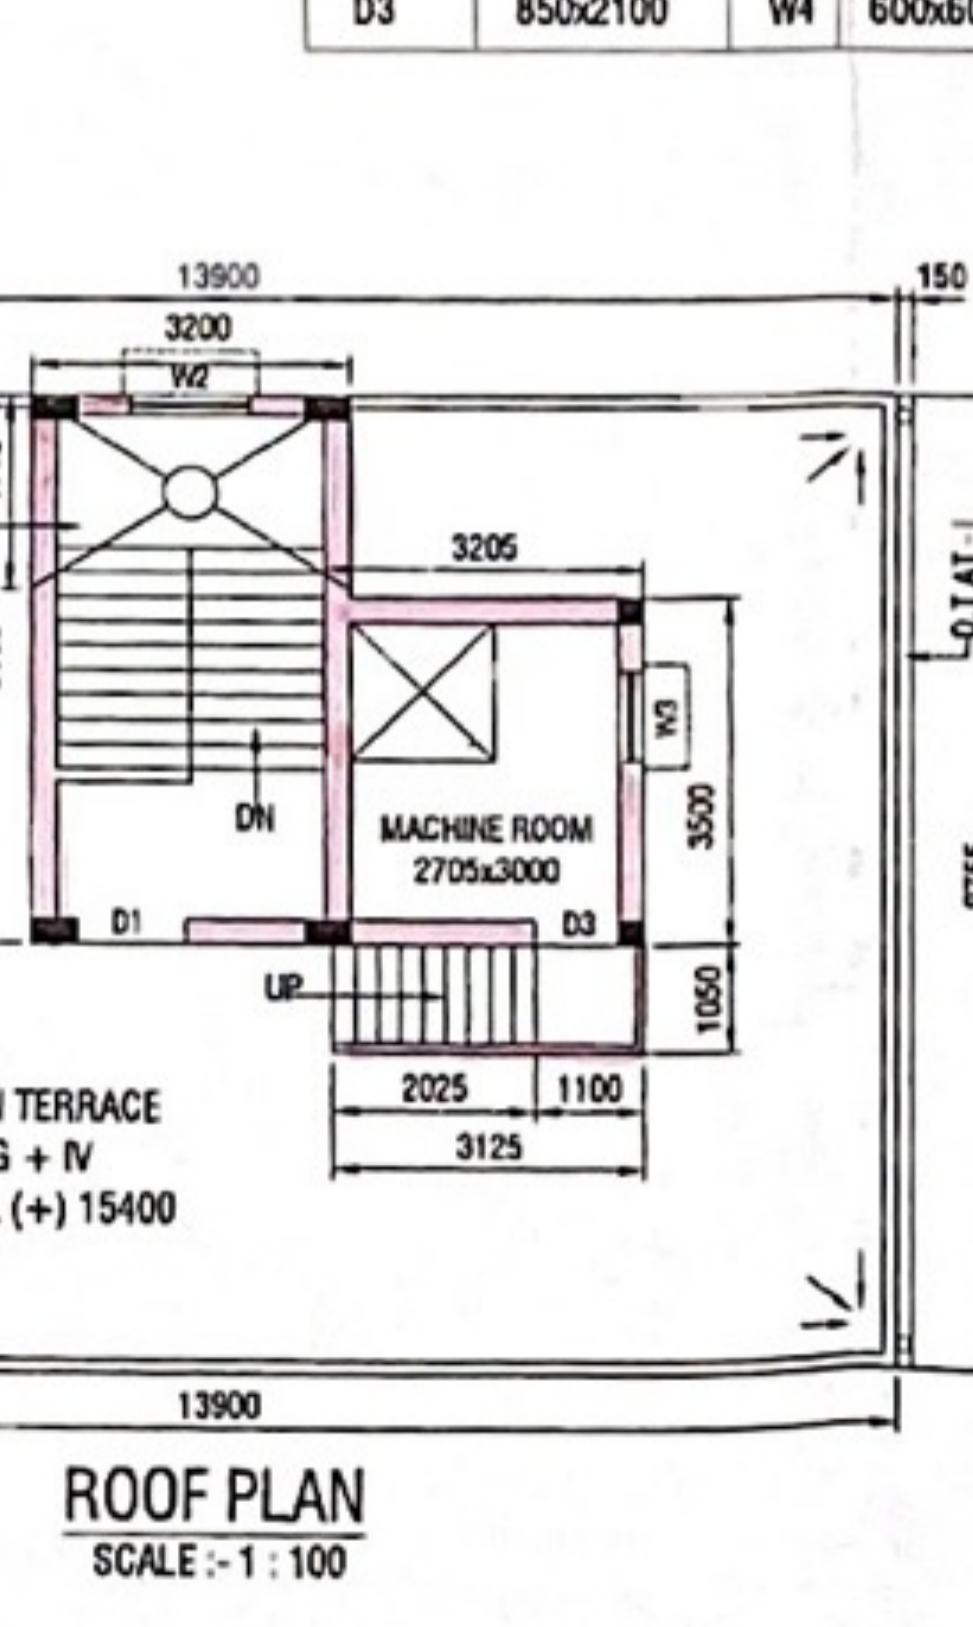 D3 850x2100 W4
13900 150
3200
W2
3205
W3
MACHINE ROOM
2705x3000
3500
DN
D1 D3
UP
1050
TERRACE
2025 1100
+ IV
3125
(+) 15400
13900
ROOF PLAN
SCALE :- 1 : 100